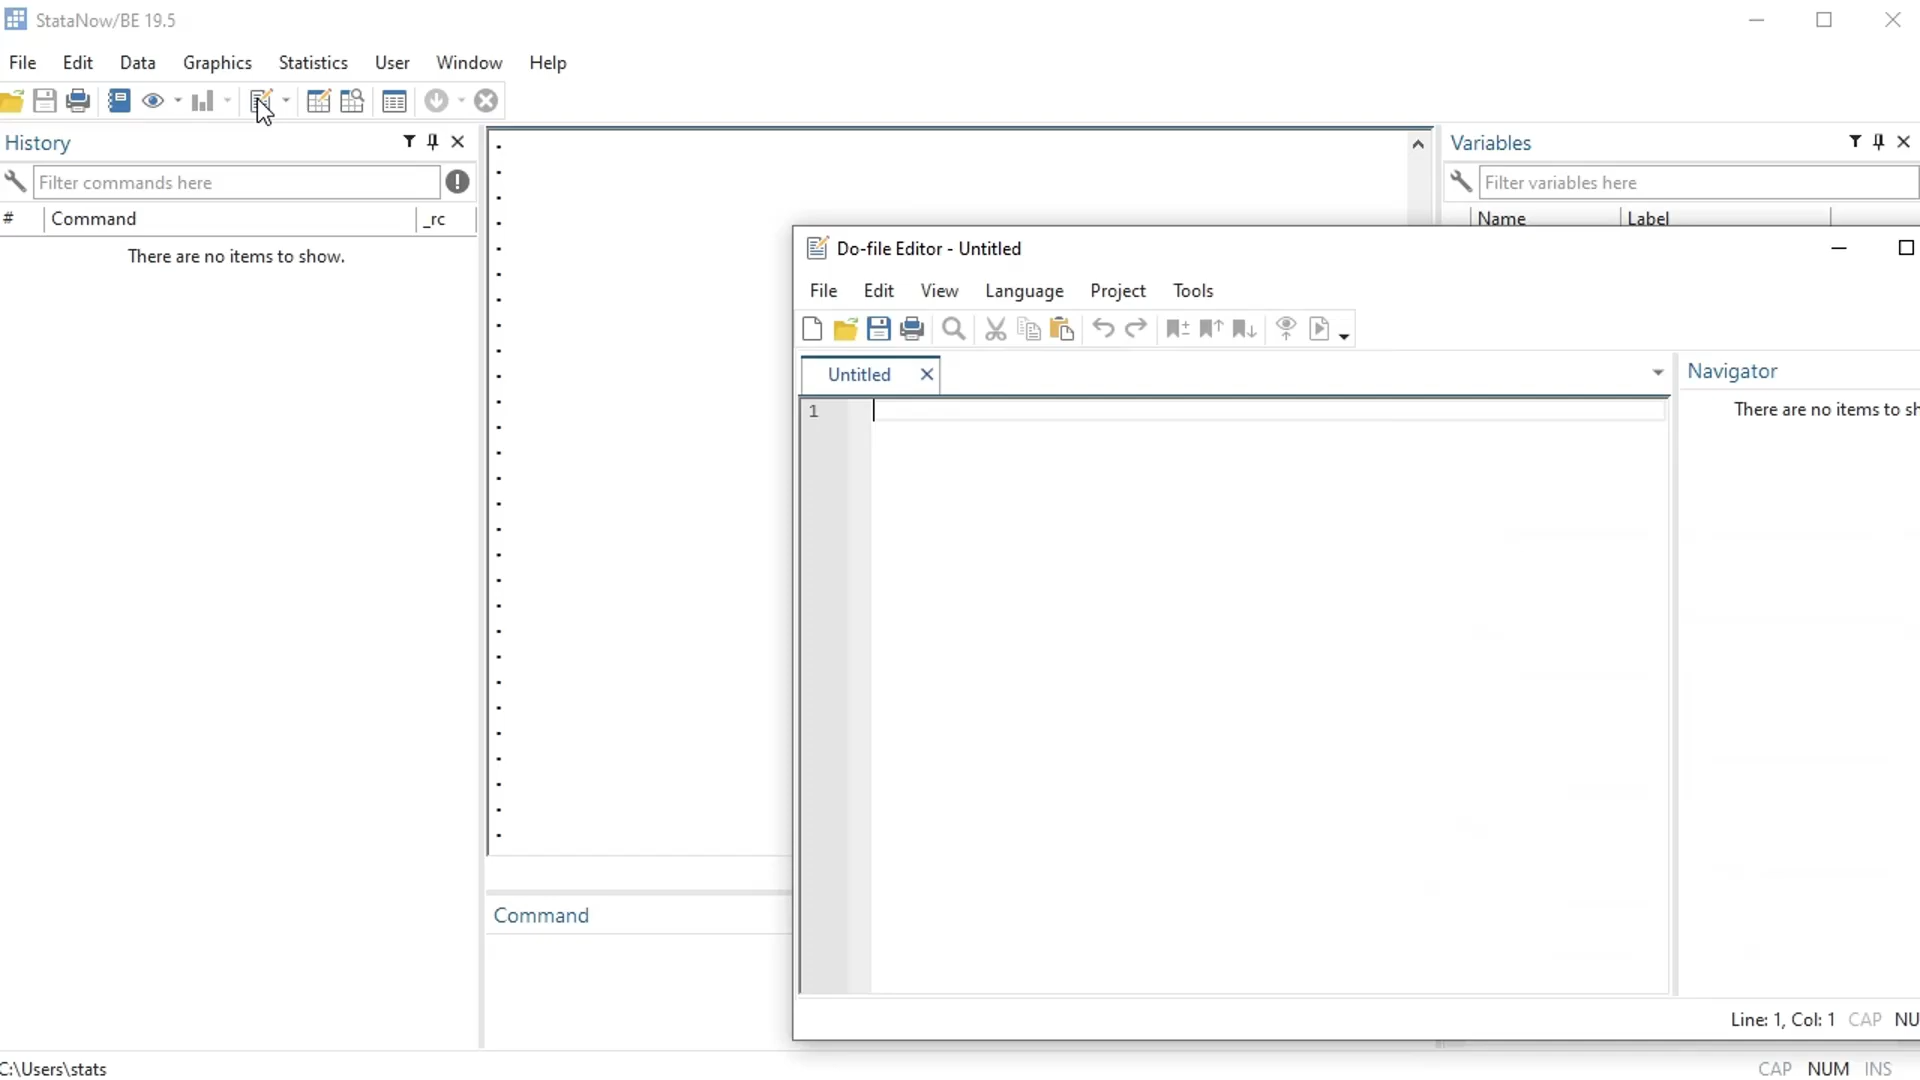 StataNow/BE 19.5
File Edit Data Graphics Statistics User Window Help
History
Filter commands here
# Command _rc
There are no items to show.
Variables
Filter variables here
Name Label
Do-file Editor - Untitled
File Edit View Language Project Tools
Untitled
1
Navigator
There are no items to sh
Line: 1, Col: 1 CAP NU
Command
C:\Users\stats
CAP NUM INS